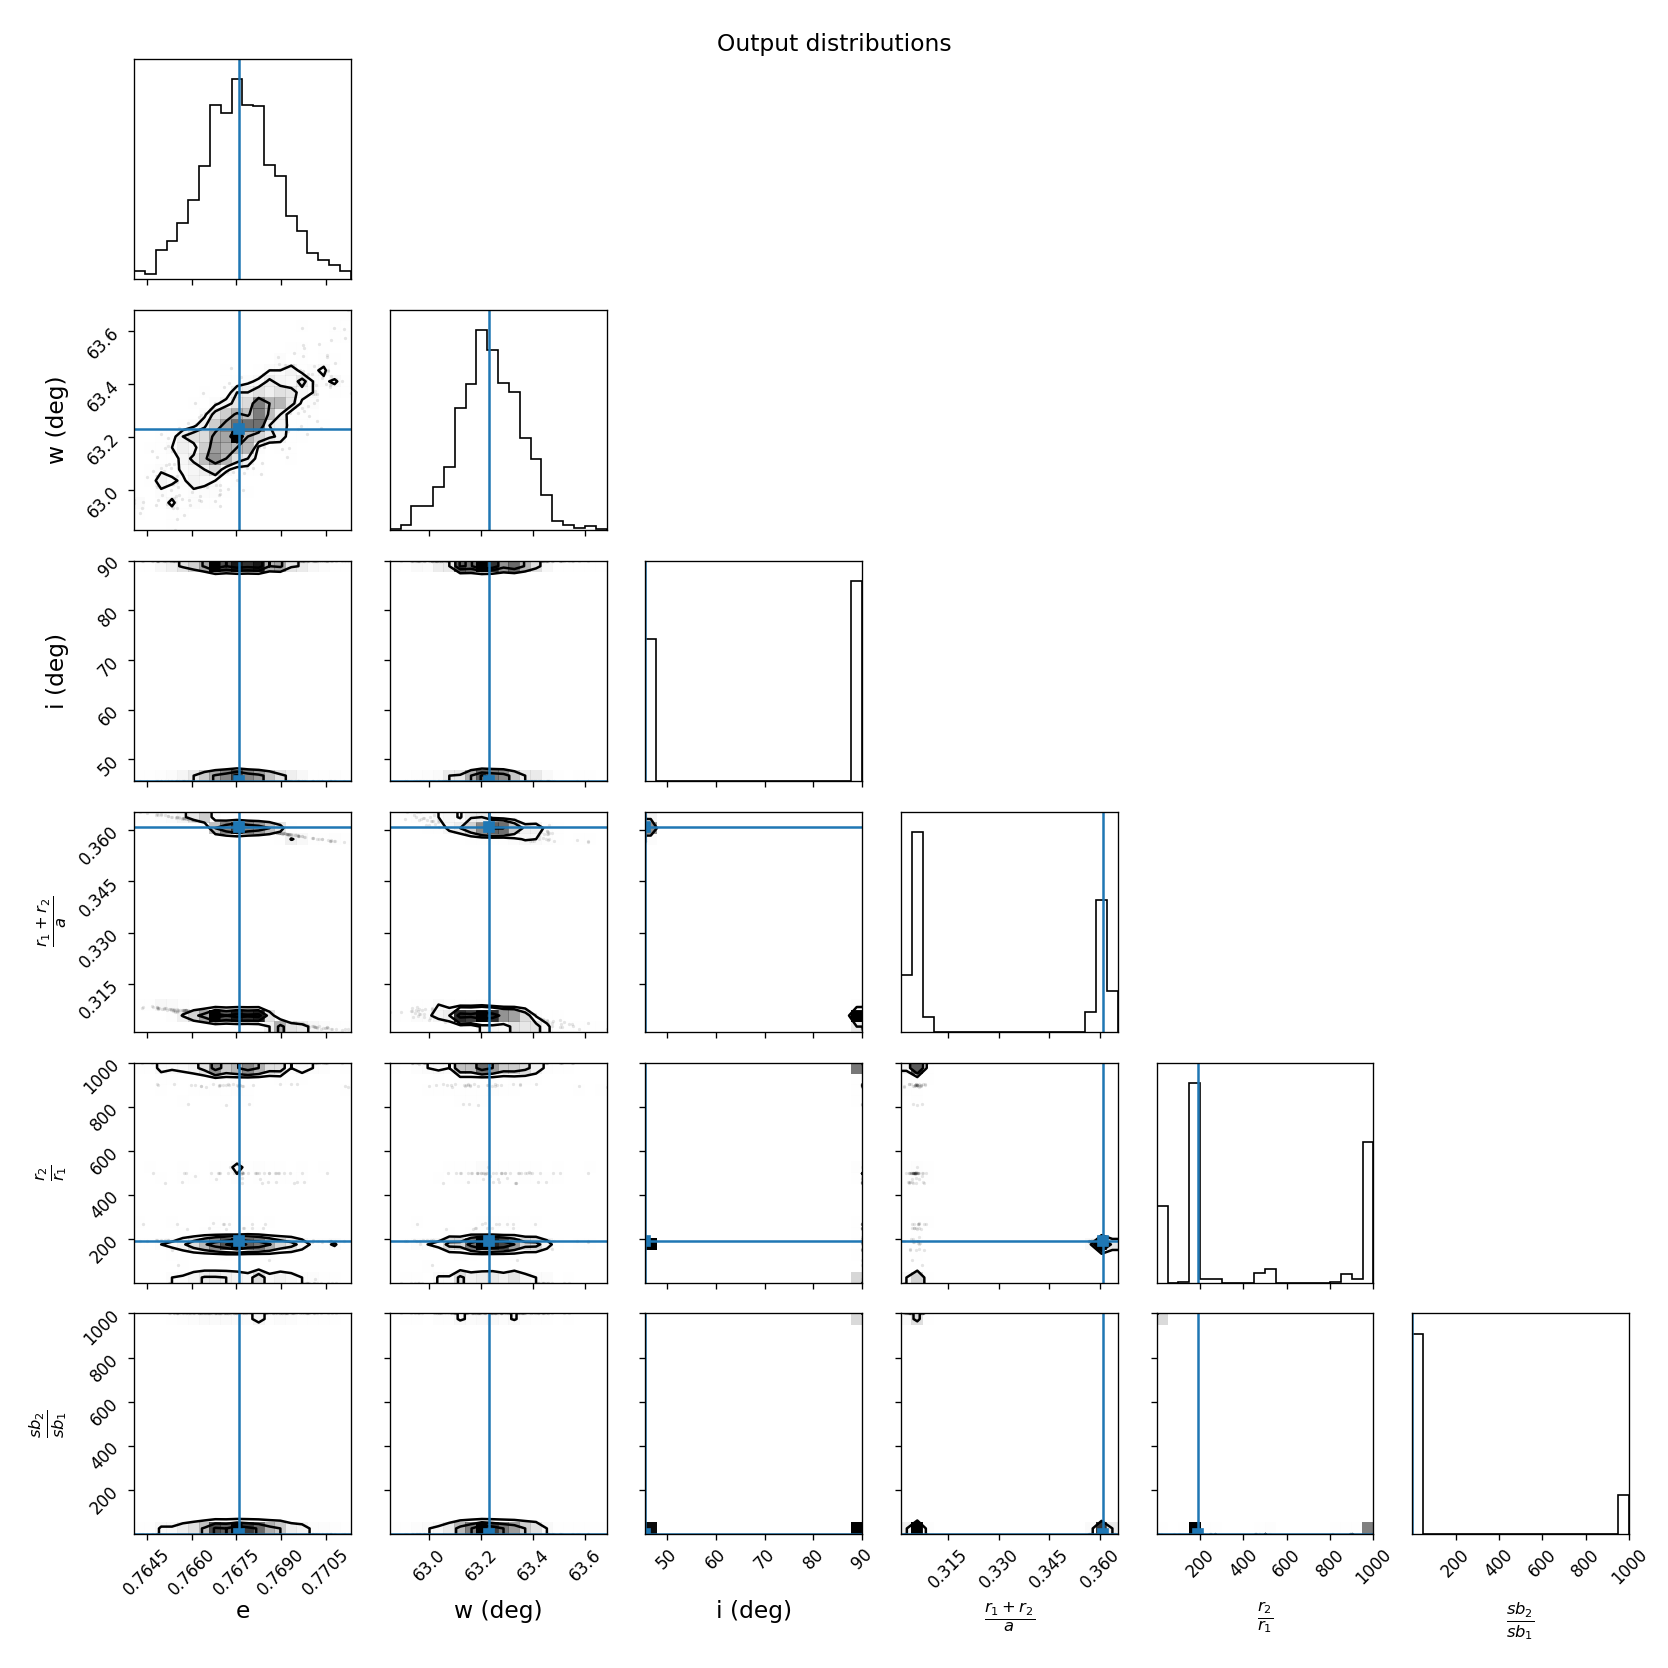 Output distributions
63.6
63.4
63.2
63.0
w (deg)
90
80
70
60
50
i (deg)
0.360
0.345
0.330
0.315
r₁ + r₂
a
1000
800
600
400
200
r₂
r₁
1000
800
600
400
200
sb₂
sb₁
0.7645 0.7660 0.7675 0.7690 0.7705
63.0 63.2 63.4 63.6
50 60 70 80 90
0.315 0.330 0.345 0.360
200 400 600 800 1000
200 400 600 800 1000
e
w (deg)
i (deg)
r₁ + r₂
a
r₂
r₁
sb₂
sb₁